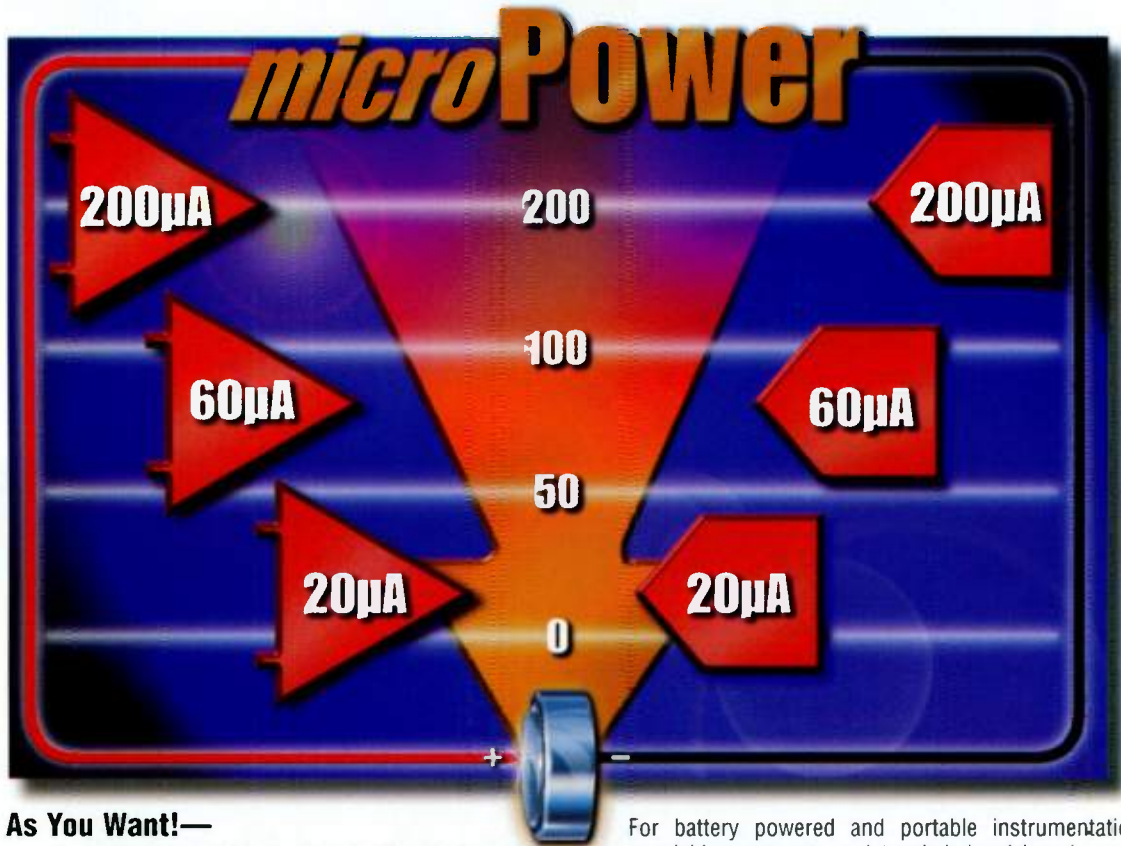 microPower
200µA 200 200µA
100
60µA 60µA
50
20µA 20µA
0
+ −
As You Want!—
For battery powered and portable